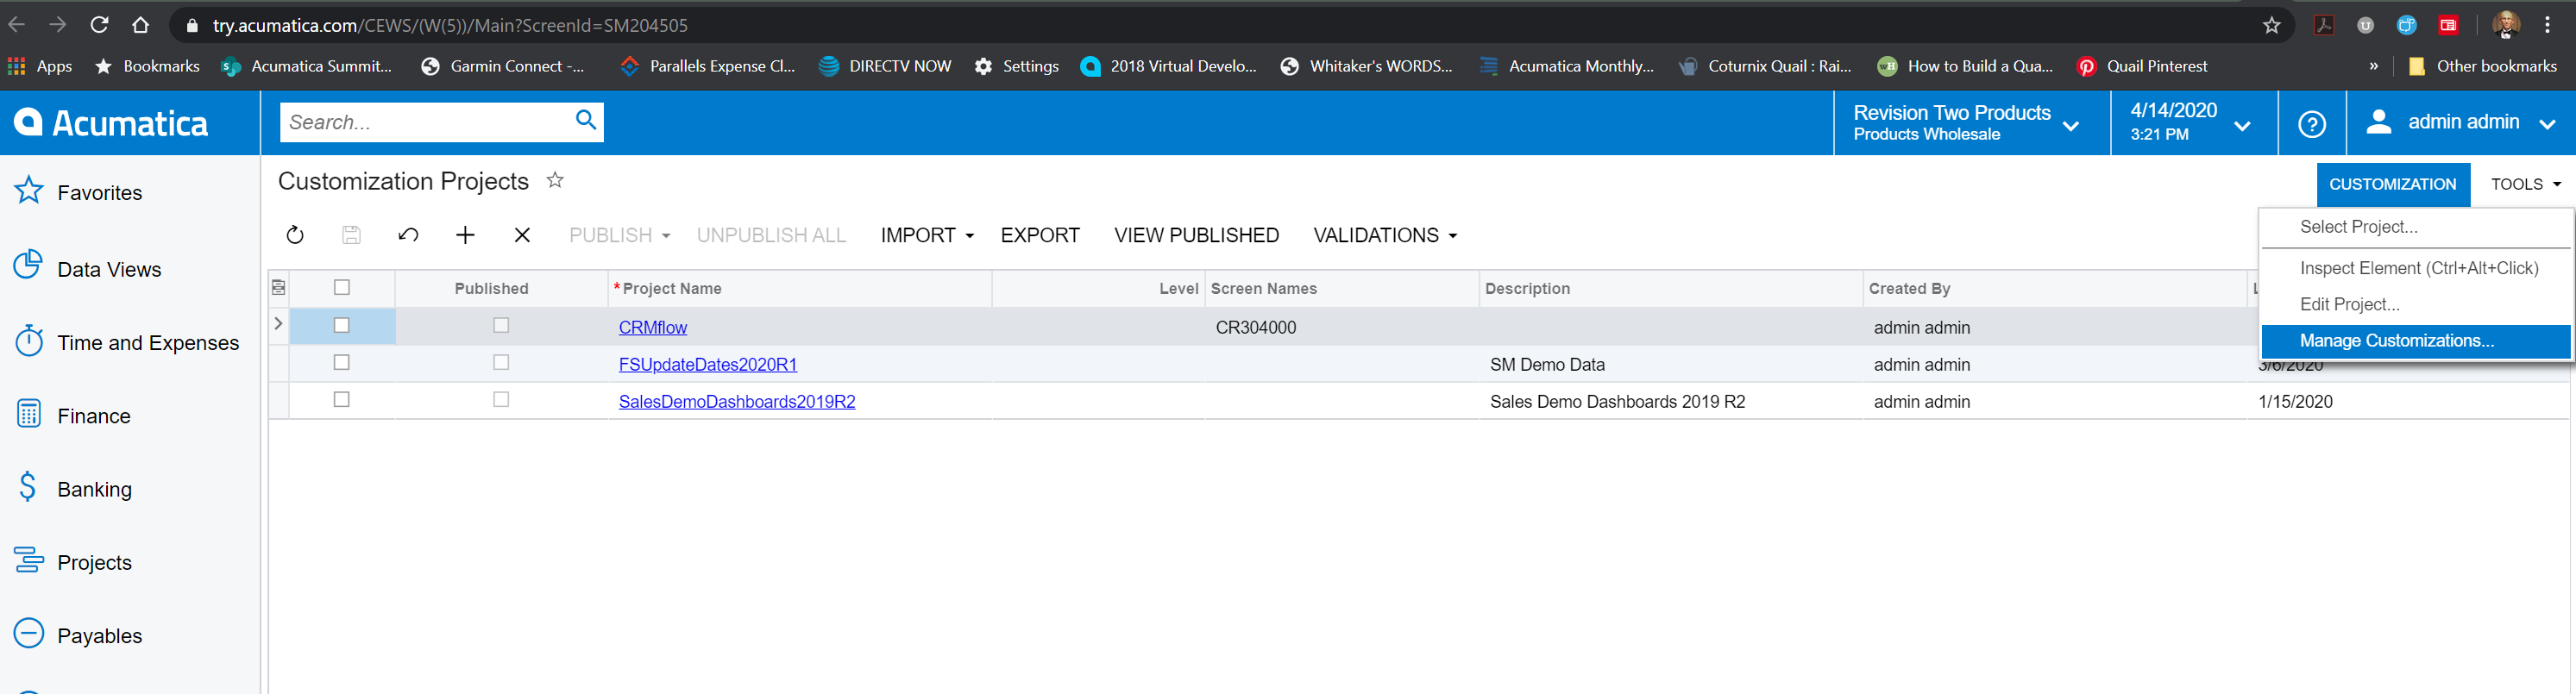 try.acumatica.com/CEWS/(W(5))/Main?ScreenId=SM204505
Apps Bookmarks Acumatica Summit... Garmin Connect -... Parallels Expense Cl... DIRECTV NOW Settings 2018 Virtual Develo... Whitaker's WORDS... Acumatica Monthly... Coturnix Quail : Rai... How to Build a Qua... Quail Pinterest » Other bookmarks
Acumatica
Search...
Revision Two Products
Products Wholesale
4/14/2020
3:21 PM
admin admin
Favorites
Data Views
Time and Expenses
Finance
Banking
Projects
Payables
Customization Projects
CUSTOMIZATION TOOLS
PUBLISH UNPUBLISH ALL IMPORT EXPORT VIEW PUBLISHED VALIDATIONS
Select Project...
Inspect Element (Ctrl+Alt+Click)
Edit Project...
Manage Customizations...
Published * Project Name Level Screen Names Description Created By
CRMflow CR304000 admin admin
FSUpdateDates2020R1 SM Demo Data admin admin 3/6/2020
SalesDemoDashboards2019R2 Sales Demo Dashboards 2019 R2 admin admin 1/15/2020